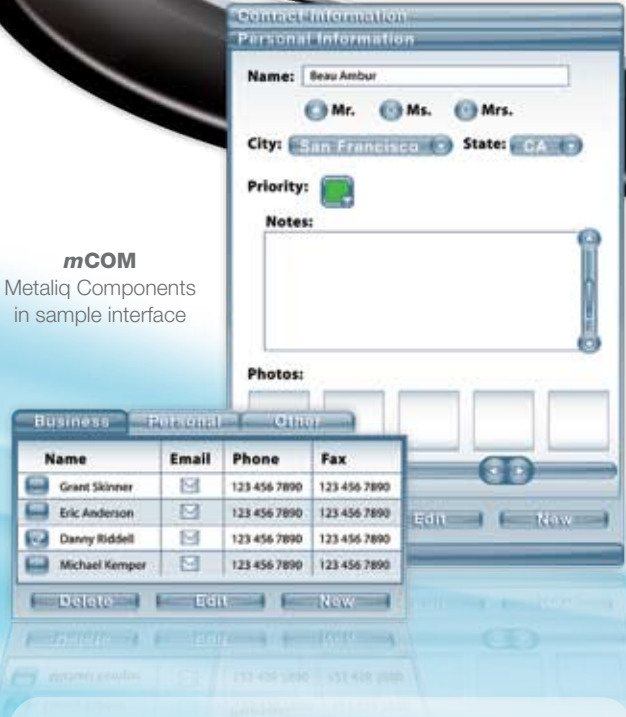 Contact Information
Personal Information
Name: Beau Ambur
Mr. Ms. Mrs.
City: San Francisco State: CA
Priority:
Notes:
mCOM
Metaliq Components
in sample interface
Photos:
Edit New
Business Personal Other
Name Email Phone Fax
Grant Skinner 123 456 7890 123 456 7890
Eric Anderson 123 456 7890 123 456 7890
Danny Riddell 123 456 7890 123 456 7890
Michael Kemper 123 456 7890 123 456 7890
Delete Edit New